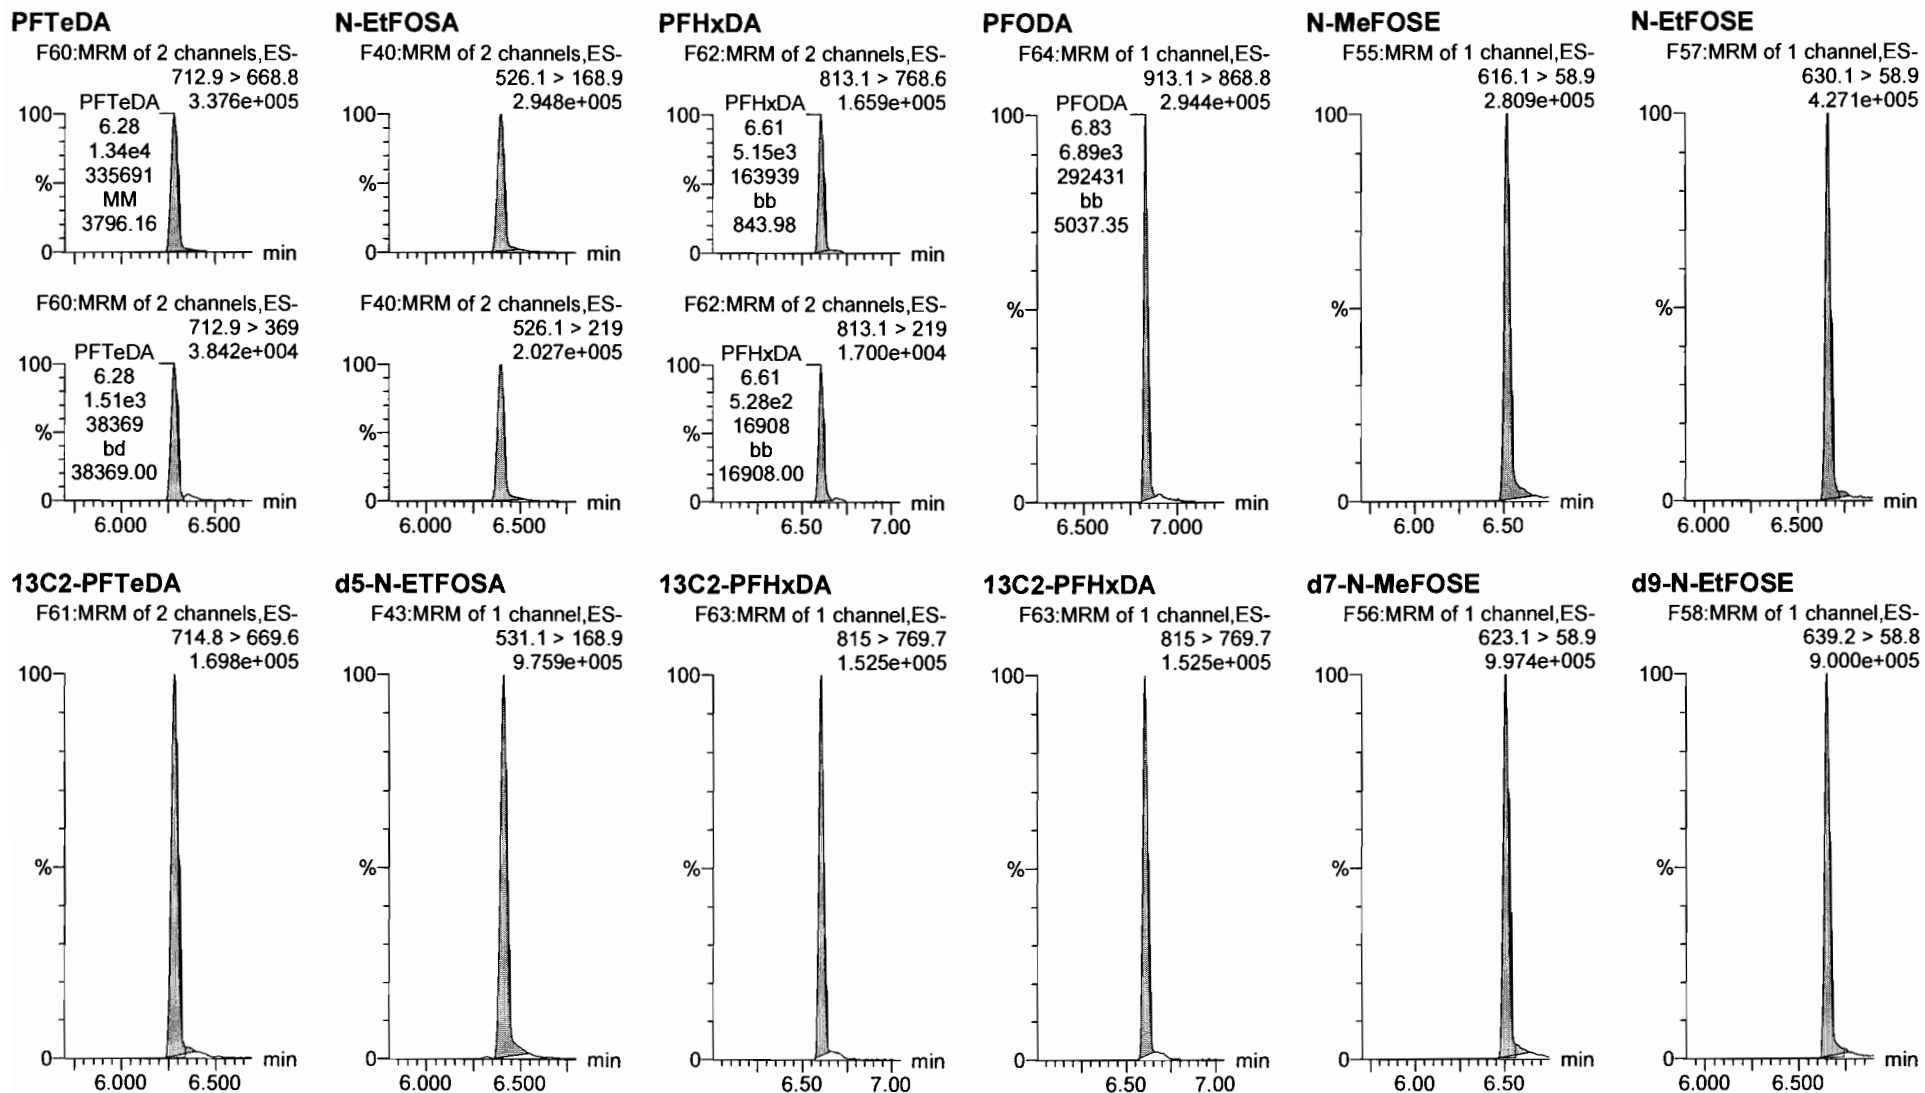 PFTeDA
F60:MRM of 2 channels,ES-
712.9 > 668.8
3.376e+005
PFTeDA
6.28
1.34e4
335691
MM
3796.16
100
%
0
min
F60:MRM of 2 channels,ES-
712.9 > 369
3.842e+004
PFTeDA
6.28
1.51e3
38369
bd
38369.00
100
%
0
min
6.000
6.500
N-EtFOSA
F40:MRM of 2 channels,ES-
526.1 > 168.9
2.948e+005
100
%
0
min
F40:MRM of 2 channels,ES-
526.1 > 219
2.027e+005
100
%
0
min
6.000
6.500
PFHxDA
F62:MRM of 2 channels,ES-
813.1 > 768.6
1.659e+005
PFHxDA
6.61
5.15e3
163939
bb
843.98
100
%
0
min
F62:MRM of 2 channels,ES-
813.1 > 219
1.700e+004
PFHxDA
6.61
5.28e2
16908
bb
16908.00
100
%
0
min
6.50
7.00
PFODA
F64:MRM of 1 channel,ES-
913.1 > 868.8
2.944e+005
PFODA
6.83
6.89e3
292431
bb
5037.35
100
%
0
min
6.500
7.000
N-MeFOSE
F55:MRM of 1 channel,ES-
616.1 > 58.9
2.809e+005
100
%
0
min
6.00
6.50
N-EtFOSE
F57:MRM of 1 channel,ES-
630.1 > 58.9
4.271e+005
100
%
0
min
6.000
6.500
13C2-PFTeDA
F61:MRM of 2 channels,ES-
714.8 > 669.6
1.698e+005
100
%
0
min
6.000
6.500
d5-N-ETFOSA
F43:MRM of 1 channel,ES-
531.1 > 168.9
9.759e+005
100
%
0
min
6.000
6.500
13C2-PFHxDA
F63:MRM of 1 channel,ES-
815 > 769.7
1.525e+005
100
%
0
min
6.50
7.00
13C2-PFHxDA
F63:MRM of 1 channel,ES-
815 > 769.7
1.525e+005
100
%
0
min
6.50
7.00
d7-N-MeFOSE
F56:MRM of 1 channel,ES-
623.1 > 58.9
9.974e+005
100
%
0
min
6.00
6.50
d9-N-EtFOSE
F58:MRM of 1 channel,ES-
639.2 > 58.8
9.000e+005
100
%
0
min
6.000
6.500